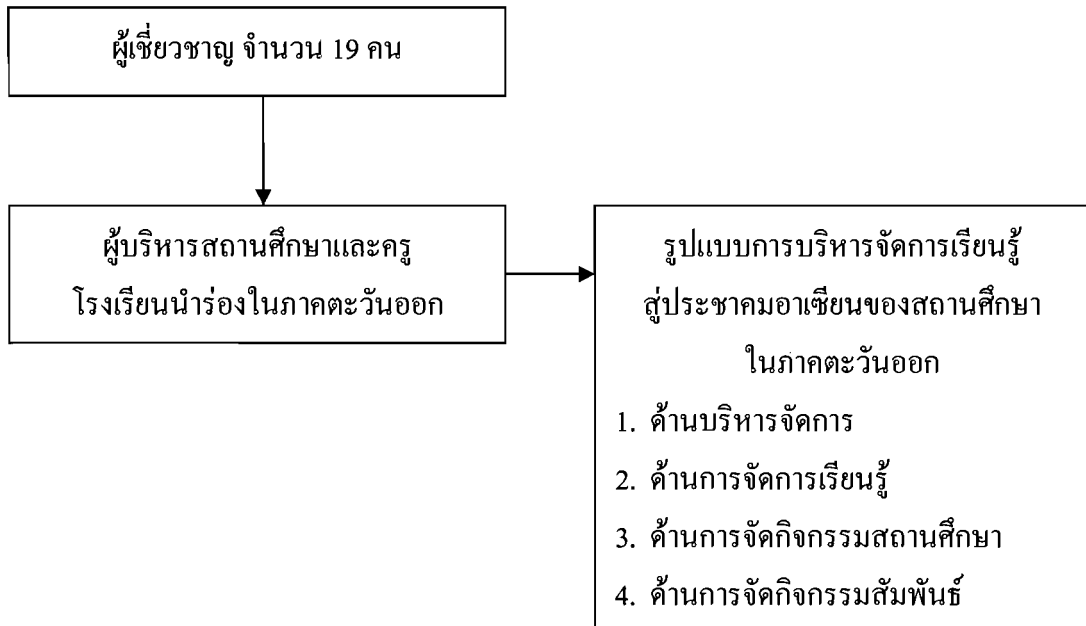 ผู้เชี่ยวชาญ จำนวน 19 คน
ผู้บริหารสถานศึกษาและครู
โรงเรียนนำร่องในภาคตะวันออก
รูปแบบการบริหารจัดการเรียนรู้
สู่ประชาคมอาเซียนของสถานศึกษา
ในภาคตะวันออก
1. ด้านบริหารจัดการ
2. ด้านการจัดการเรียนรู้
3. ด้านการจัดกิจกรรมสถานศึกษา
4. ด้านการจัดกิจกรรมสัมพันธ์